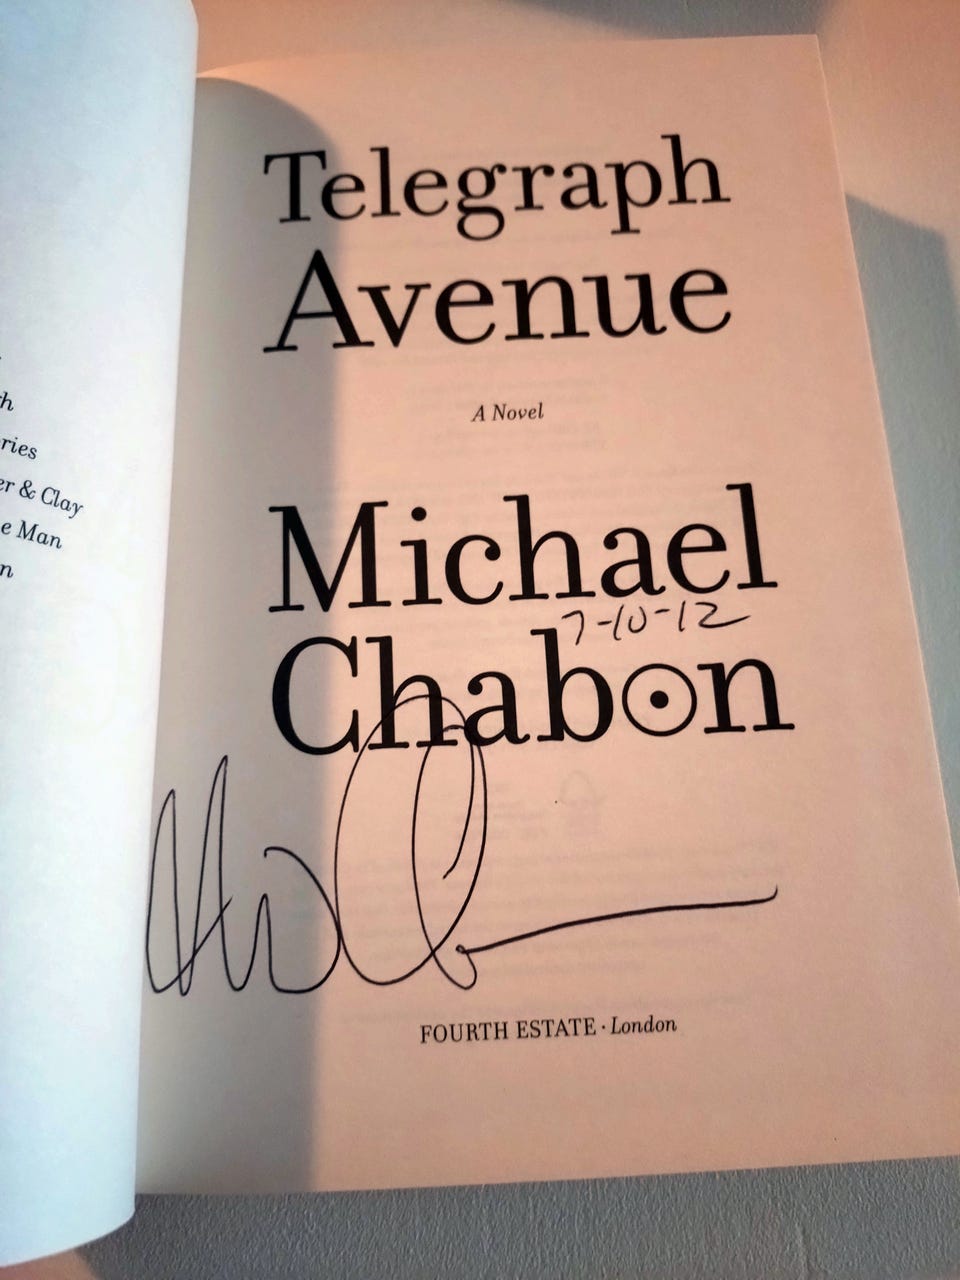 h
ries
er & Clay
e Man
n
Telegraph
Avenue
A Novel
Michael
7-10-12
Chabon
FOURTH ESTATE · London